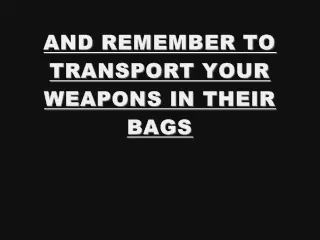 AND REMEMBER TO
TRANSPORT YOUR
WEAPONS IN THEIR
BAGS